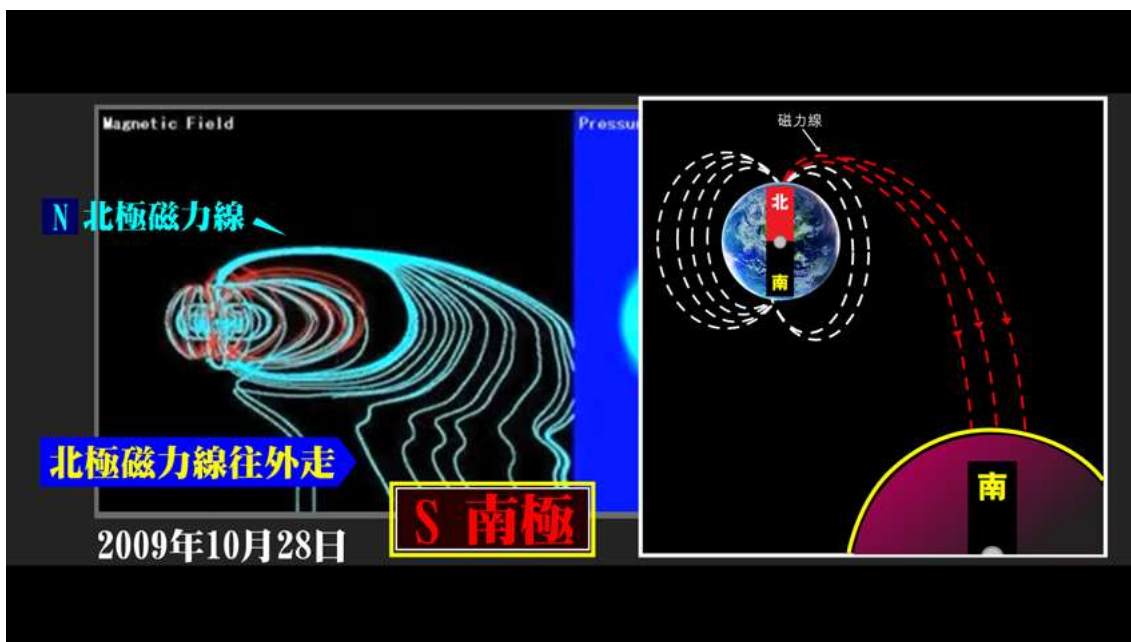 Magnetic Field
Pressu
N 北極磁力線
北極磁力線往外走
S 南極
2009年10月28日
磁力線
北
南
南